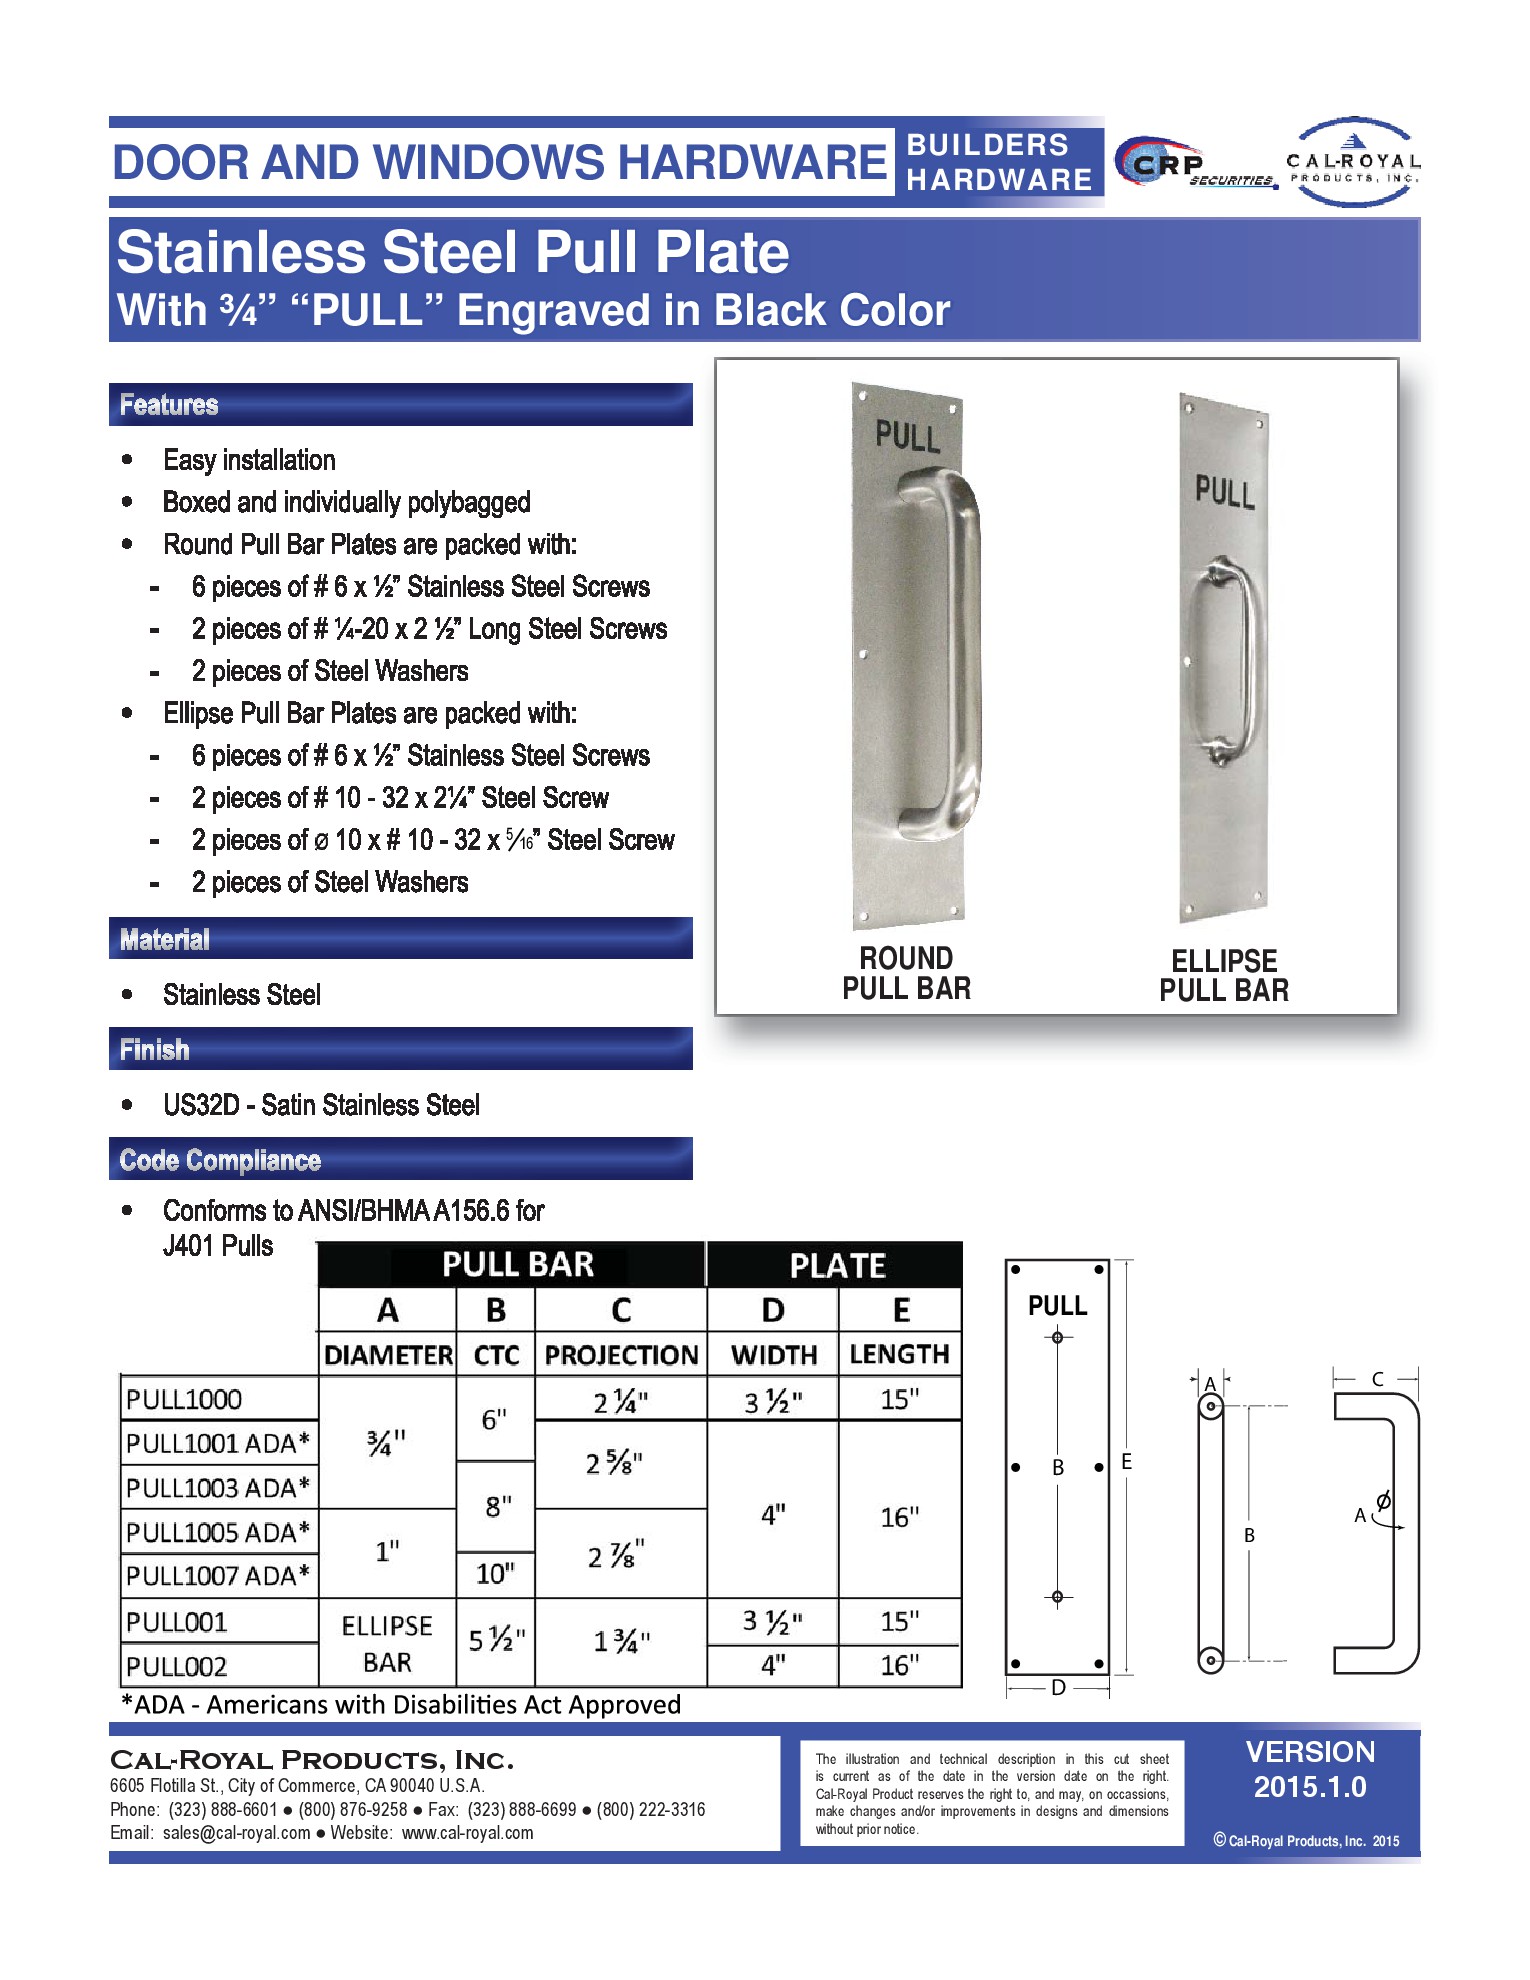 DOOR AND WINDOWS HARDWARE
BUILDERS
HARDWARE
CRP
SECURITIES
CAL-ROYAL
PRODUCTS, INC.
Stainless Steel Pull Plate
With ¾” “PULL” Engraved in Black Color
Features
• Easy installation
• Boxed and individually polybagged
• Round Pull Bar Plates are packed with:
- 6 pieces of # 6 x ½” Stainless Steel Screws
- 2 pieces of # ¼-20 x 2 ½” Long Steel Screws
- 2 pieces of Steel Washers
• Ellipse Pull Bar Plates are packed with:
- 6 pieces of # 6 x ½” Stainless Steel Screws
- 2 pieces of # 10 - 32 x 2¼” Steel Screw
- 2 pieces of ø 10 x # 10 - 32 x 5⁄16” Steel Screw
- 2 pieces of Steel Washers
Material
• Stainless Steel
Finish
• US32D - Satin Stainless Steel
Code Compliance
• Conforms to ANSI/BHMA A156.6 for
J401 Pulls
PULL
PULL
ROUND
PULL BAR
ELLIPSE
PULL BAR
PULL BAR PLATE
A B C D E
DIAMETER CTC PROJECTION WIDTH LENGTH
PULL1000 ¾" 6" 2 ¼" 3 ½" 15"
PULL1001 ADA* 2 ⅝" 4" 16"
PULL1003 ADA* 8"
PULL1005 ADA* 1" 2 ⅞"
PULL1007 ADA* 10"
PULL001 ELLIPSE BAR 5 ½" 1 ¾" 3 ½" 15"
PULL002 4" 16"
*ADA - Americans with Disabilities Act Approved
PULL
B
E
D
A
B
C
A
Ø
CAL-ROYAL PRODUCTS, INC.
6605 Flotilla St., City of Commerce, CA 90040 U.S.A.
Phone: (323) 888-6601 ● (800) 876-9258 ● Fax: (323) 888-6699 ● (800) 222-3316
Email: sales@cal-royal.com ● Website: www.cal-royal.com
The illustration and technical description in this cut sheet
is current as of the date in the version date on the right.
Cal-Royal Product reserves the right to, and may, on occassions,
make changes and/or improvements in designs and dimensions
without prior notice.
VERSION
2015.1.0
© Cal-Royal Products, Inc. 2015